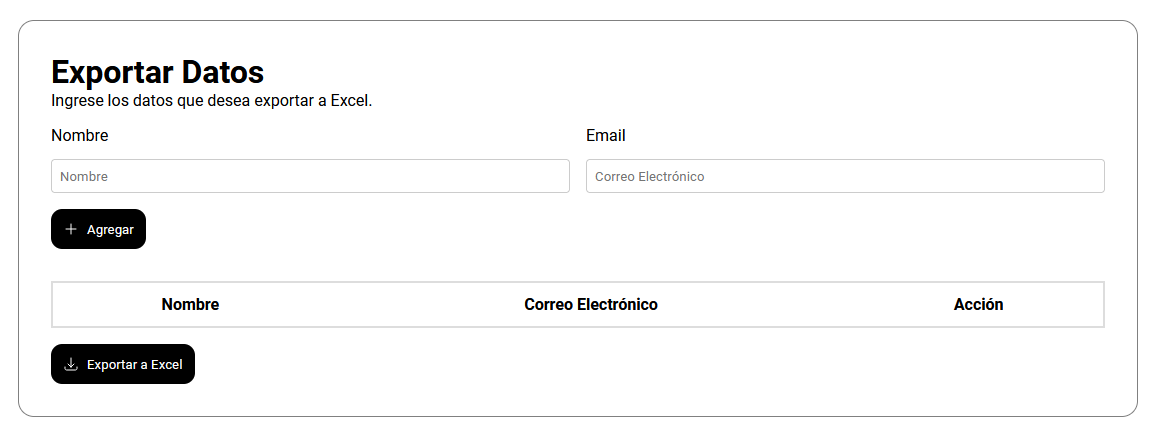 Exportar Datos
Ingrese los datos que desea exportar a Excel.
Nombre Email
Nombre Correo Electrónico
Agregar
Nombre Correo Electrónico Acción
Exportar a Excel